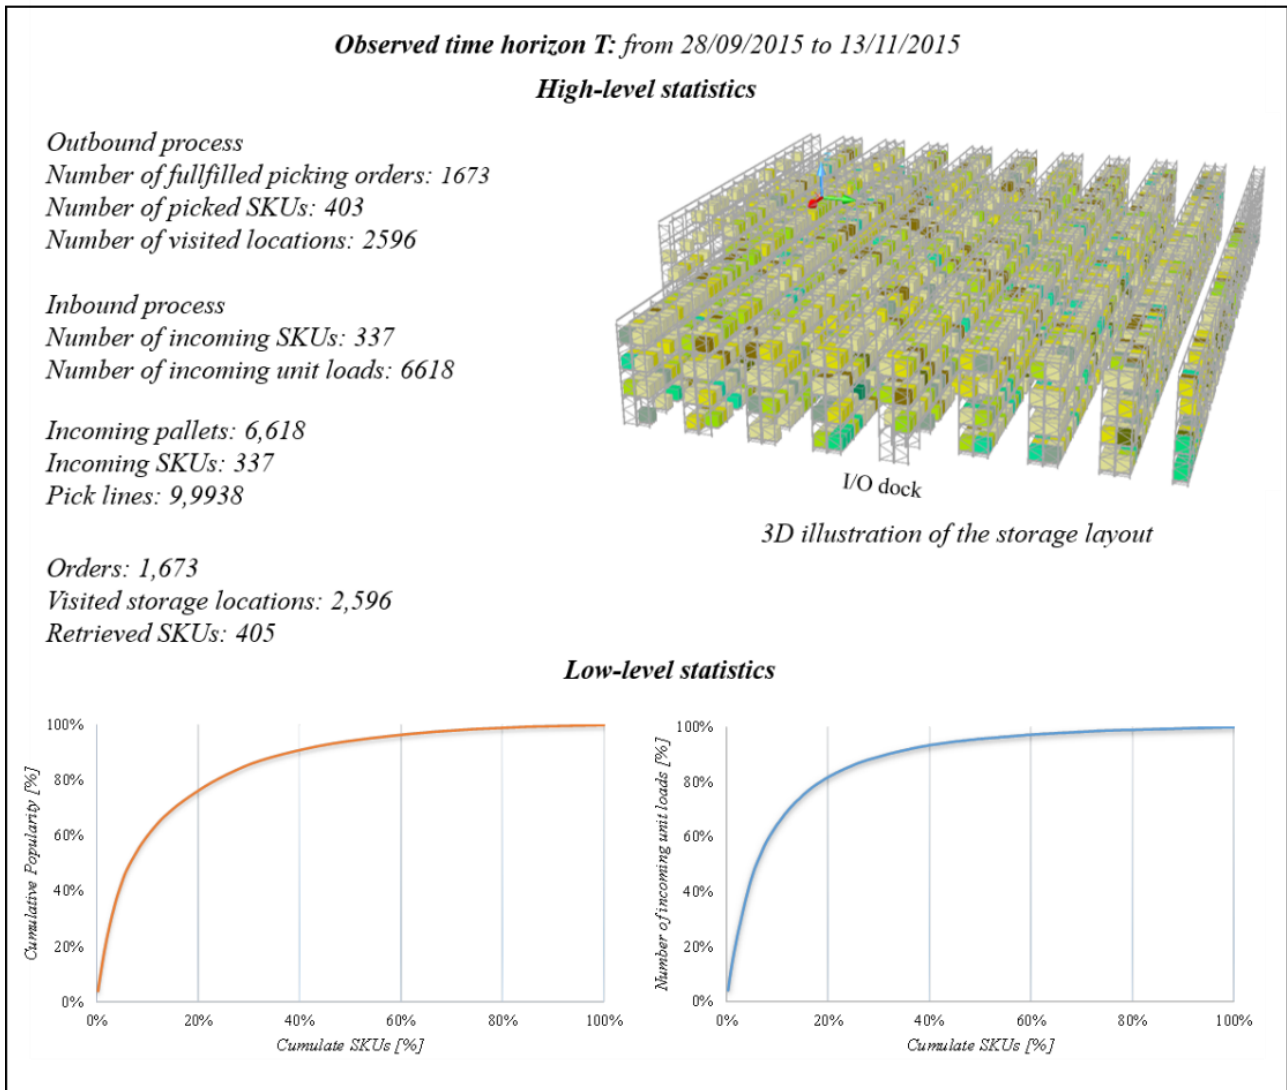 Observed time horizon T: from 28/09/2015 to 13/11/2015
High-level statistics
Outbound process
Number of fullfilled picking orders: 1673
Number of picked SKUs: 403
Number of visited locations: 2596
Inbound process
Number of incoming SKUs: 337
Number of incoming unit loads: 6618
Incoming pallets: 6,618
Incoming SKUs: 337
Pick lines: 9,9938
Orders: 1,673
Visited storage locations: 2,596
Retrieved SKUs: 405
I/O dock
3D illustration of the storage layout
Low-level statistics
Cumulative Popularity [%]
100%
80%
60%
40%
20%
0%
0% 20% 40% 60% 80% 100%
Cumulate SKUs [%]
Number of incoming unit loads [%]
100%
80%
60%
40%
20%
0%
0% 20% 40% 60% 80% 100%
Cumulate SKUs [%]